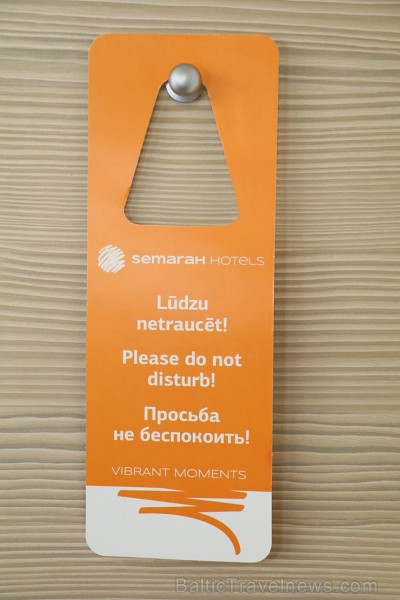 semarah HOTELS
Lūdzu
netraucēt!
Please do not
disturb!
Просьба
не беспокоить!
VIBRANT MOMENTS
BalticTravelnews.com